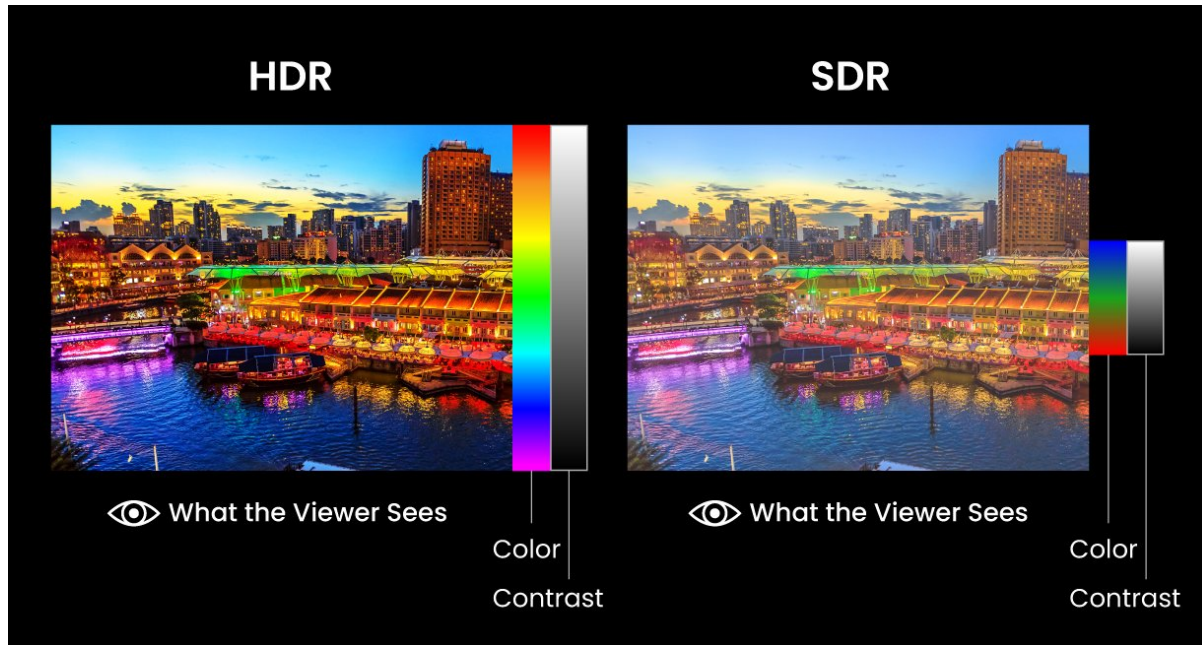 HDR
SDR
What the Viewer Sees
What the Viewer Sees
Color
Contrast
Color
Contrast